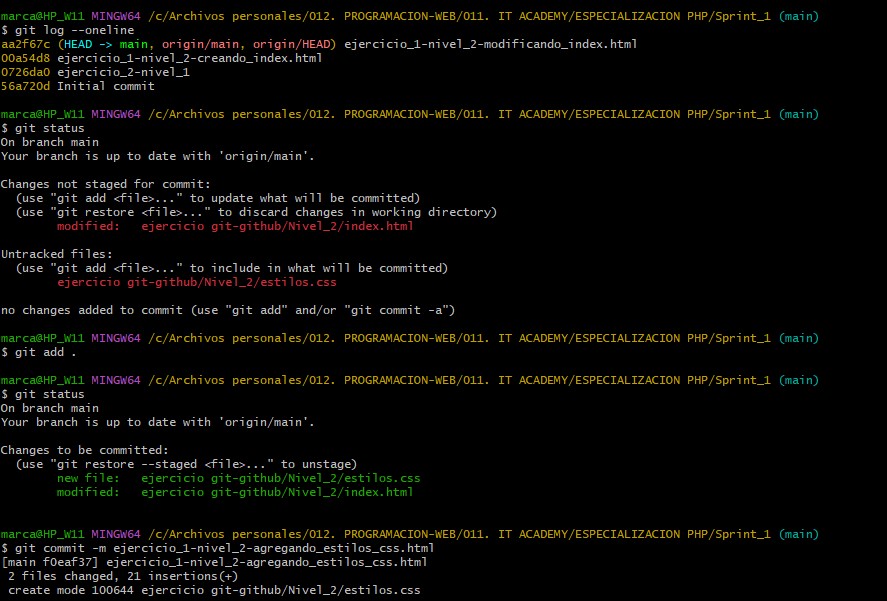 marca@HP_W11 MINGW64 /c/Archivos personales/012. PROGRAMACION-WEB/011. IT ACADEMY/ESPECIALIZACION PHP/Sprint_1 (main)
$ git log --oneline
aa2f67c (HEAD -> main, origin/main, origin/HEAD) ejercicio_1-nivel_2-modificando_index.html
00a54d8 ejercicio_1-nivel_2-creando_index.html
0726da0 ejercicio_2-nivel_1
56a720d Initial commit
marca@HP_W11 MINGW64 /c/Archivos personales/012. PROGRAMACION-WEB/011. IT ACADEMY/ESPECIALIZACION PHP/Sprint_1 (main)
$ git status
On branch main
Your branch is up to date with 'origin/main'.
Changes not staged for commit:
(use "git add <file>..." to update what will be committed)
(use "git restore <file>..." to discard changes in working directory)
modified: ejercicio git-github/Nivel_2/index.html
Untracked files:
(use "git add <file>..." to include in what will be committed)
ejercicio git-github/Nivel_2/estilos.css
no changes added to commit (use "git add" and/or "git commit -a")
marca@HP_W11 MINGW64 /c/Archivos personales/012. PROGRAMACION-WEB/011. IT ACADEMY/ESPECIALIZACION PHP/Sprint_1 (main)
$ git add .
marca@HP_W11 MINGW64 /c/Archivos personales/012. PROGRAMACION-WEB/011. IT ACADEMY/ESPECIALIZACION PHP/Sprint_1 (main)
$ git status
On branch main
Your branch is up to date with 'origin/main'.
Changes to be committed:
(use "git restore --staged <file>..." to unstage)
new file: ejercicio git-github/Nivel_2/estilos.css
modified: ejercicio git-github/Nivel_2/index.html
marca@HP_W11 MINGW64 /c/Archivos personales/012. PROGRAMACION-WEB/011. IT ACADEMY/ESPECIALIZACION PHP/Sprint_1 (main)
$ git commit -m ejercicio_1-nivel_2-agregando_estilos_css.html
[main f0eaf37] ejercicio_1-nivel_2-agregando_estilos_css.html
2 files changed, 21 insertions(+)
create mode 100644 ejercicio git-github/Nivel_2/estilos.css